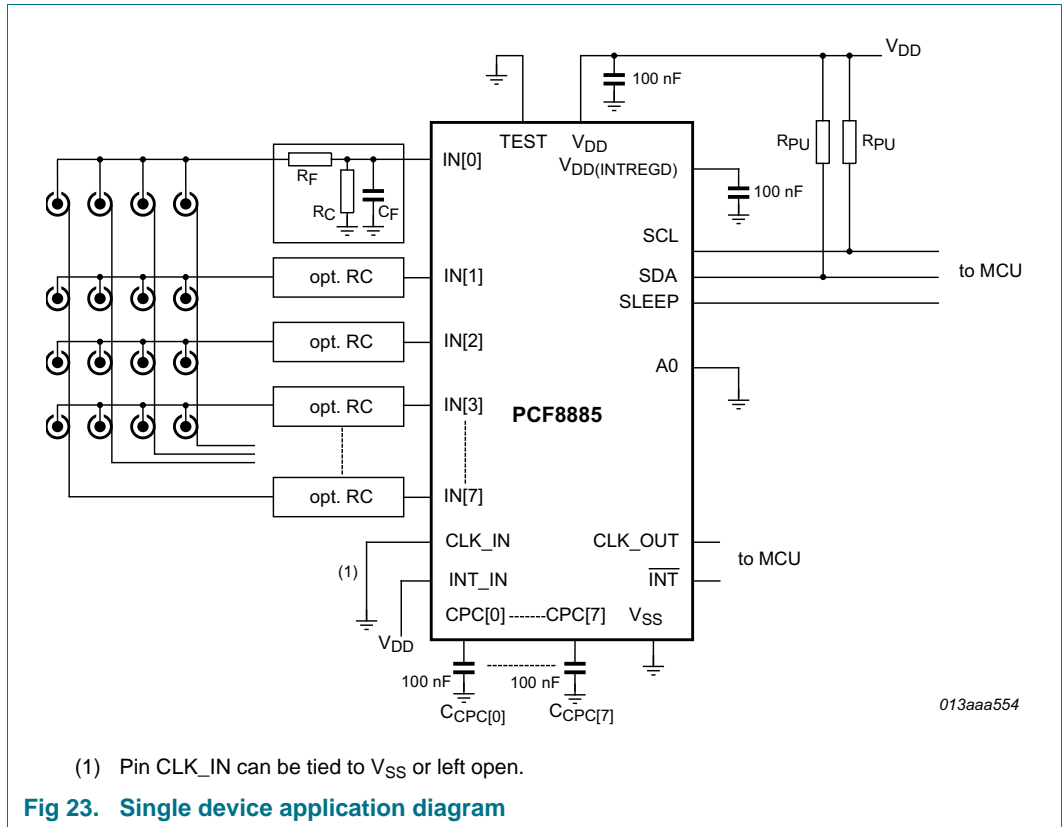 VDD
100 nF
TEST
VDD
RPU
RPU
IN[0]
VDD(INTREGD)
RF
RC
CF
100 nF
SCL
opt. RC
IN[1]
SDA
to MCU
SLEEP
opt. RC
IN[2]
A0
opt. RC
IN[3]
PCF8885
opt. RC
IN[7]
CLK_IN
CLK_OUT
(1)
to MCU
INT_IN
INT
CPC[0] -------CPC[7]
VSS
VDD
100 nF
100 nF
CCPC[0]
CCPC[7]
013aaa554
(1) Pin CLK_IN can be tied to VSS or left open.
Fig 23. Single device application diagram